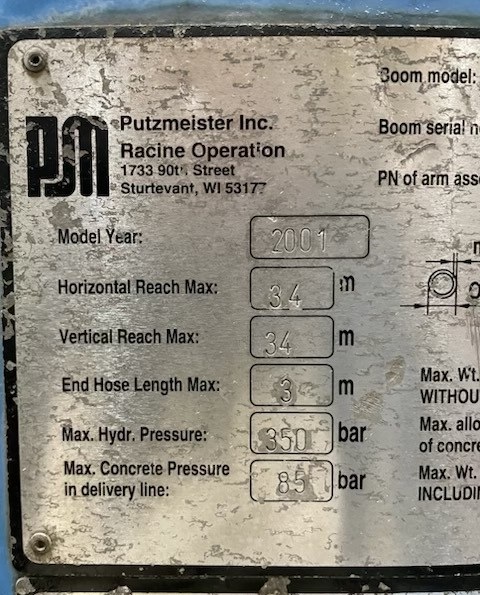 PM
Putzmeister Inc.
Racine Operation
1733 90th. Street
Sturtevant, WI 53177
Model Year: 2001
Horizontal Reach Max: 34 m
Vertical Reach Max: 34 m
End Hose Length Max: 3 m
Max. Hydr. Pressure: 350 bar
Max. Concrete Pressure
in delivery line: 85 bar
Boom model:
Boom serial
PN of arm
Max. Wt.
WITHOU
Max. allo
of concre
Max. Wt.
INCLUDI